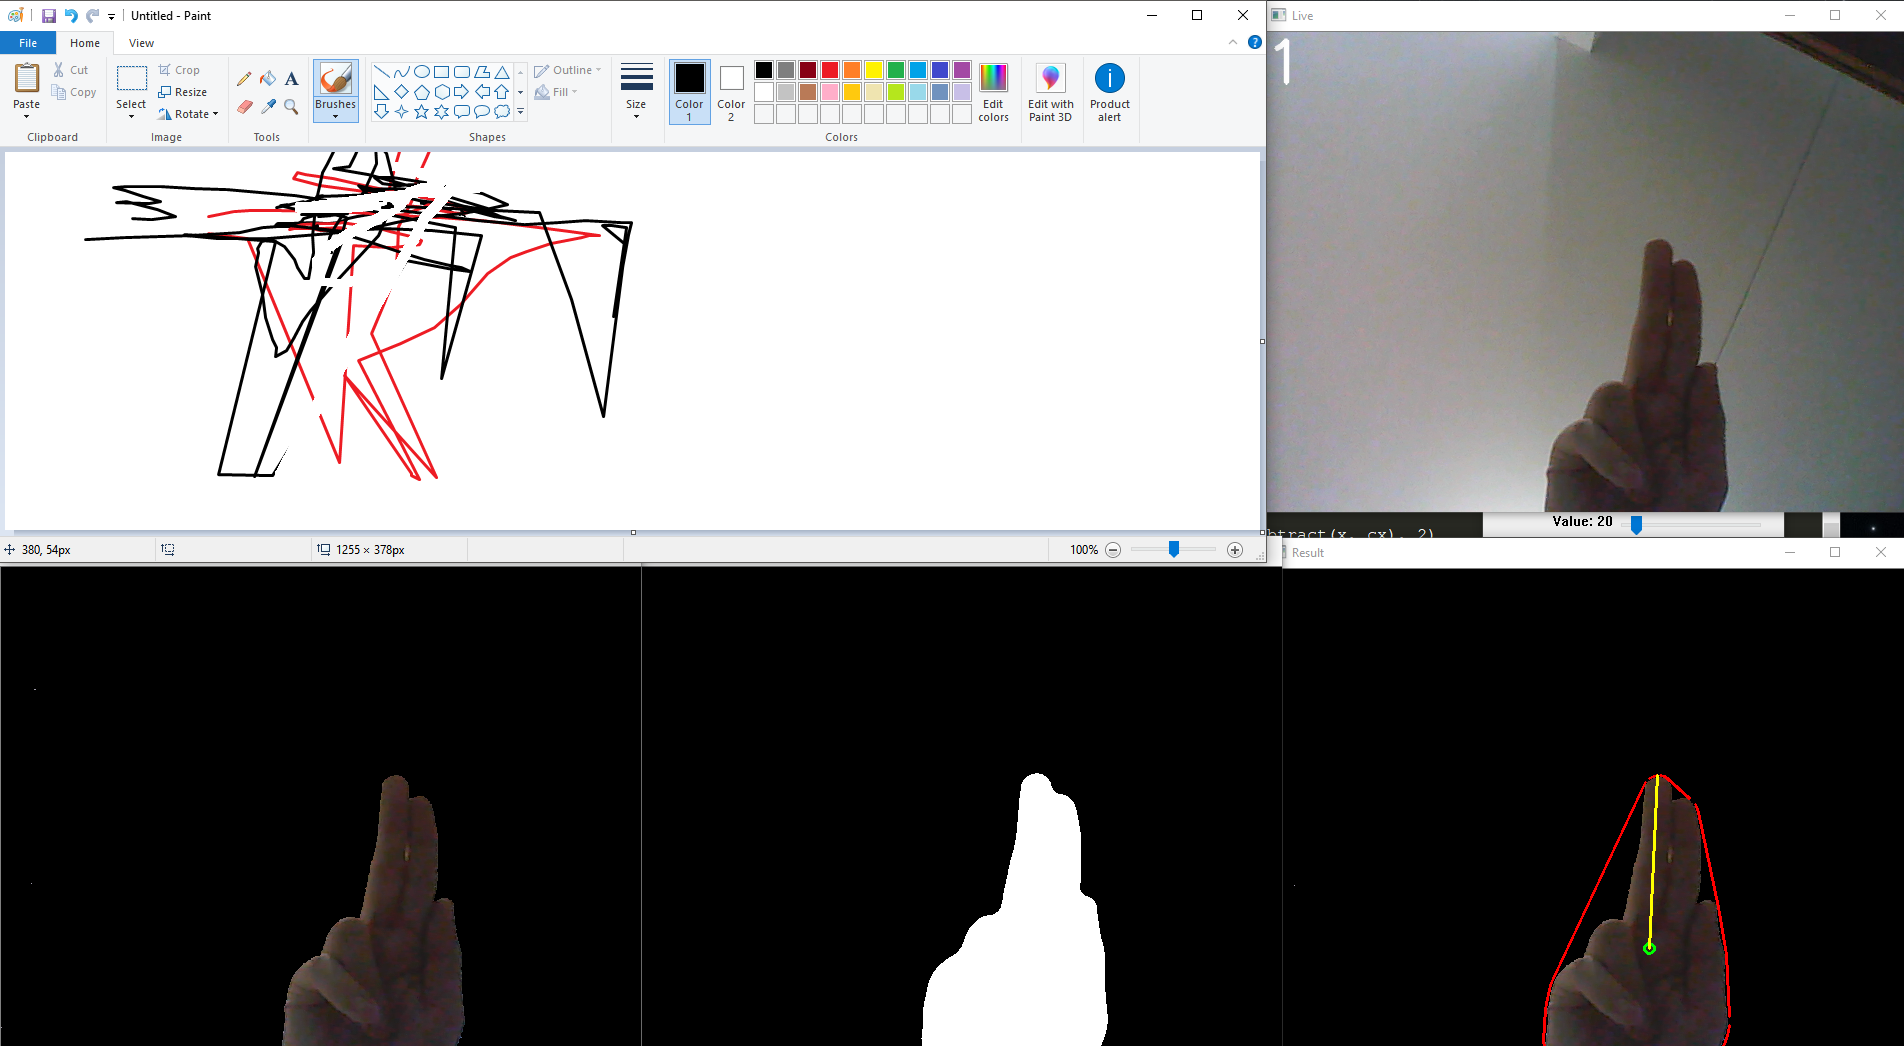 Untitled - Paint
File Home View
Paste
Cut
Copy
Clipboard
Select
Crop
Resize
Rotate
Image
A
Tools
Brushes
Outline
Fill
Shapes
Size
Color 1
Color 2
Edit colors
Colors
Edit with Paint 3D
Product alert
380, 54px
1255 × 378px
100%
Live
1
Value: 20
btract(x, cx), 2)
Result